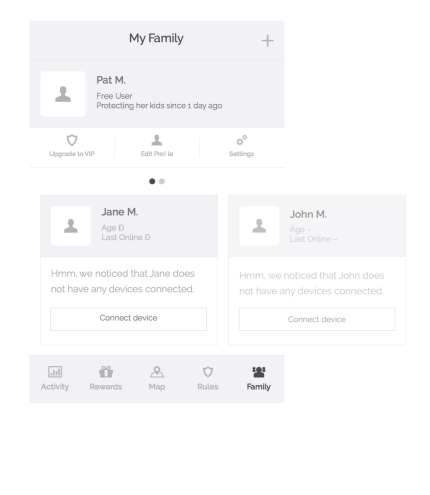 My Family
Pat M.
Free User
Protecting her kids since 1 day ago
Upgrade to VIP
Edit Pro! le
Settings
Jane M.
Age Đ
Last Online Đ
Hmm, we noticed that Jane does
not have any devices connected.
Connect device
John M.
Age –
Last Online –
Hmm, we noticed that John does
not have any devices connected.
Connect device
Activity
Rewards
Map
Rules
Family